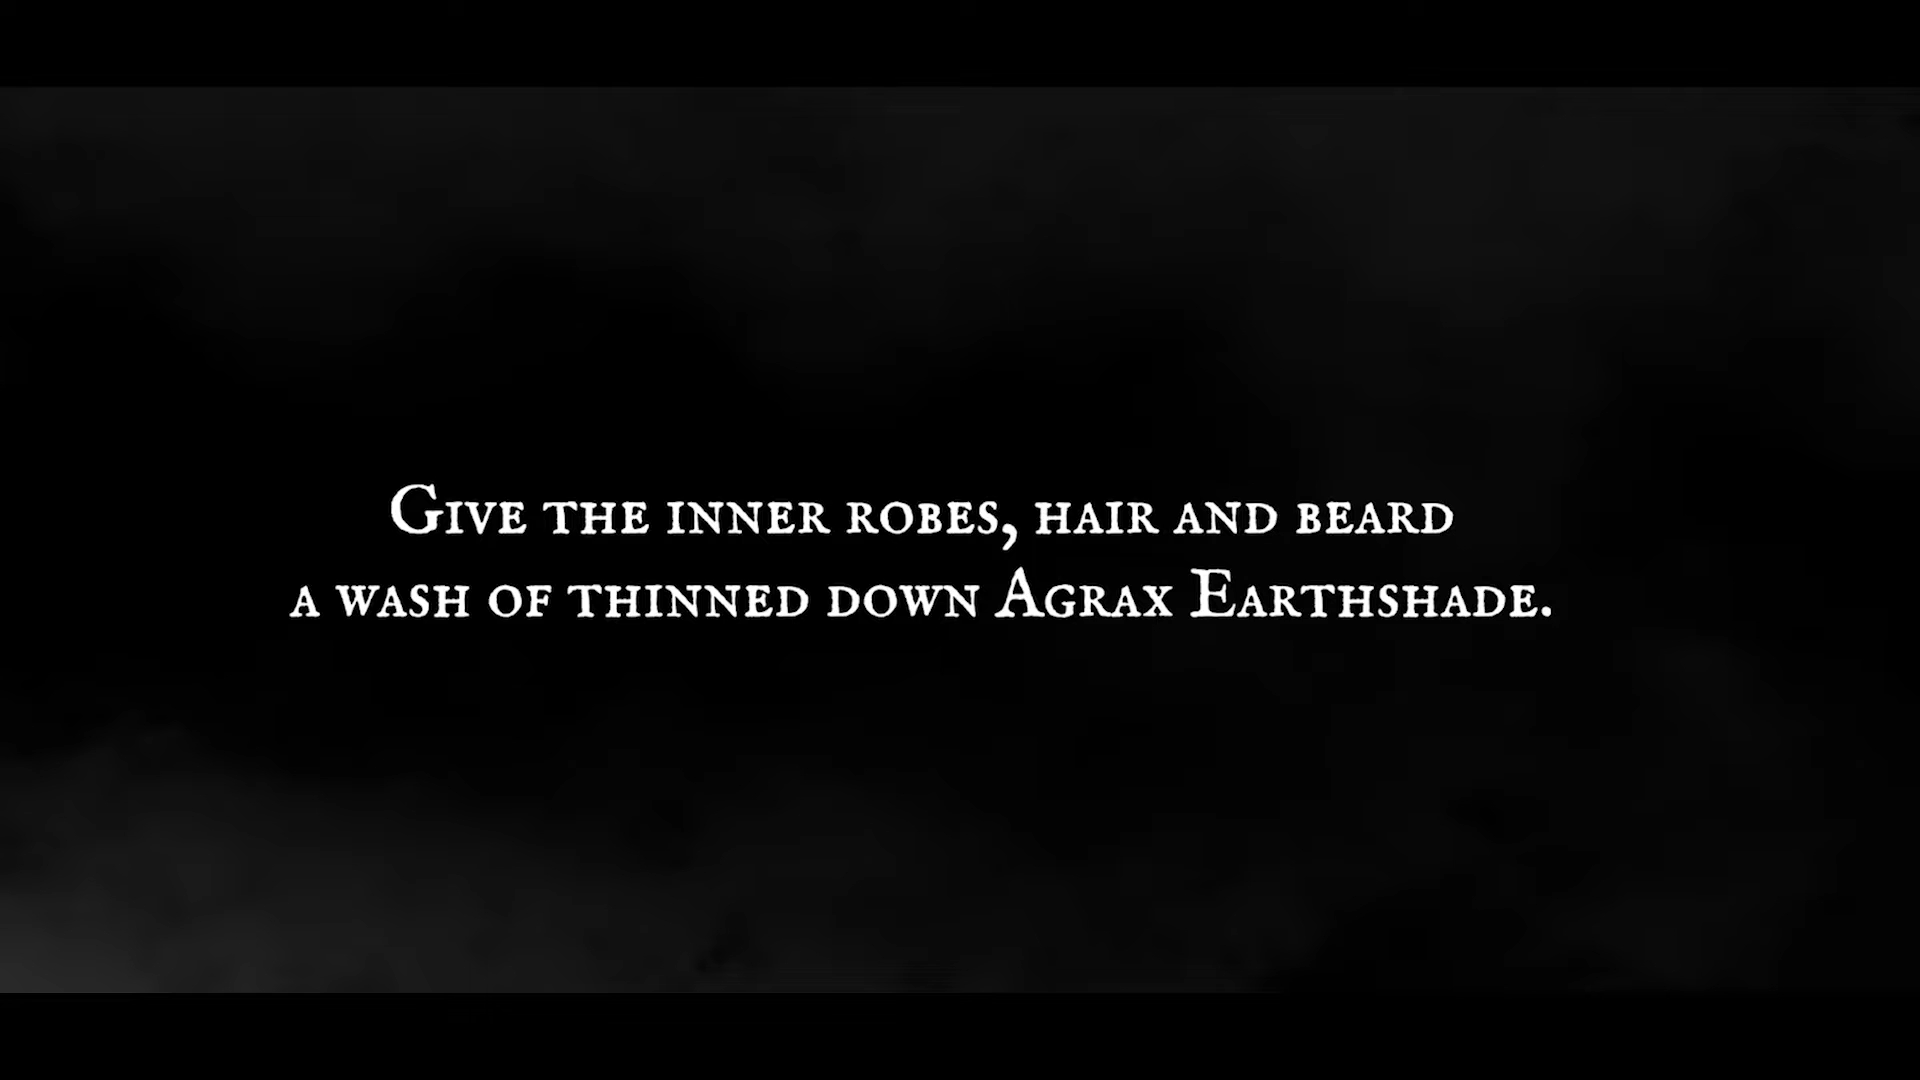 Give the inner robes, hair and beard
a wash of thinned down Agrax Earthshade.